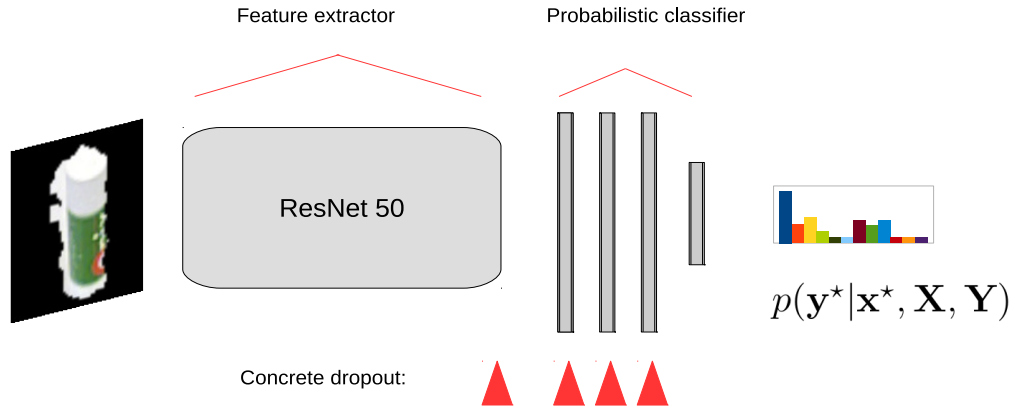 Feature extractor
Probabilistic classifier
ResNet 50
p(y⋆|x⋆, X, Y)
Concrete dropout: